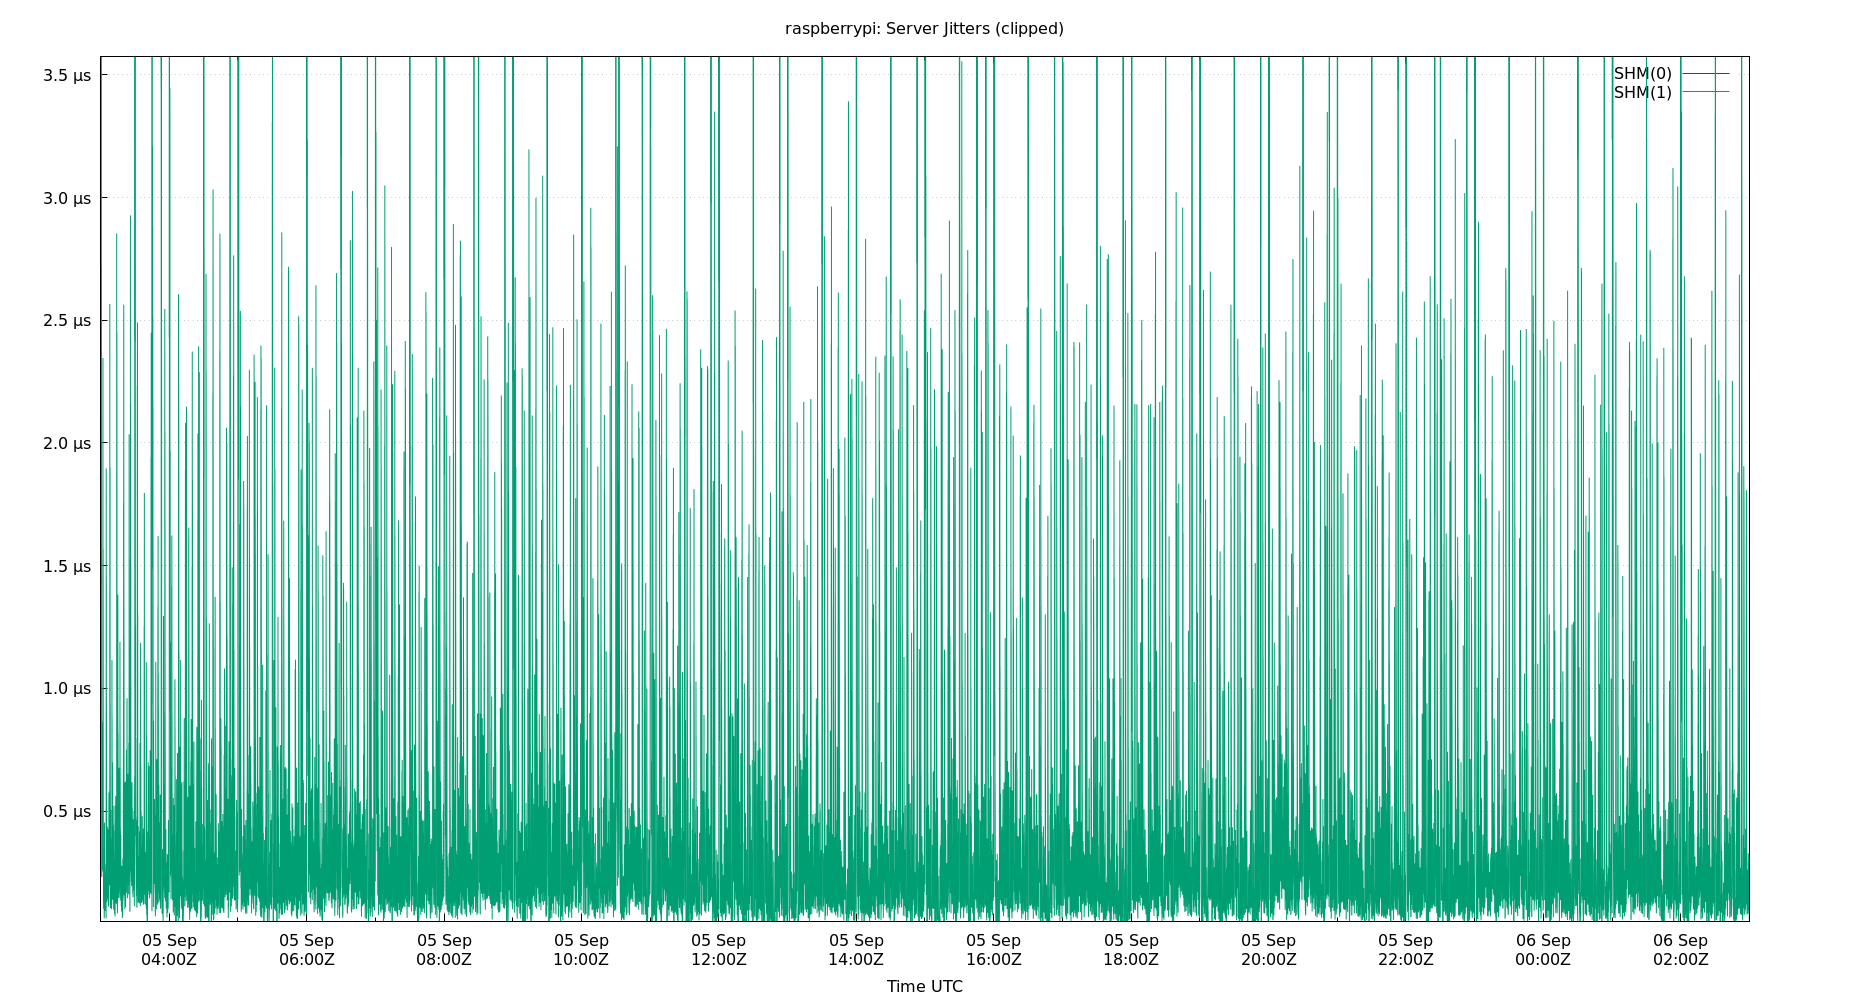 raspberrypi: Server Jitters (clipped)
3.5 µs
3.0 µs
2.5 µs
2.0 µs
1.5 µs
1.0 µs
0.5 µs
SHM(0)
SHM(1)
05 Sep 05 Sep 05 Sep 05 Sep 05 Sep 05 Sep 05 Sep 05 Sep 05 Sep 05 Sep 06 Sep 06 Sep
04:00Z 06:00Z 08:00Z 10:00Z 12:00Z 14:00Z 16:00Z 18:00Z 20:00Z 22:00Z 00:00Z 02:00Z
Time UTC